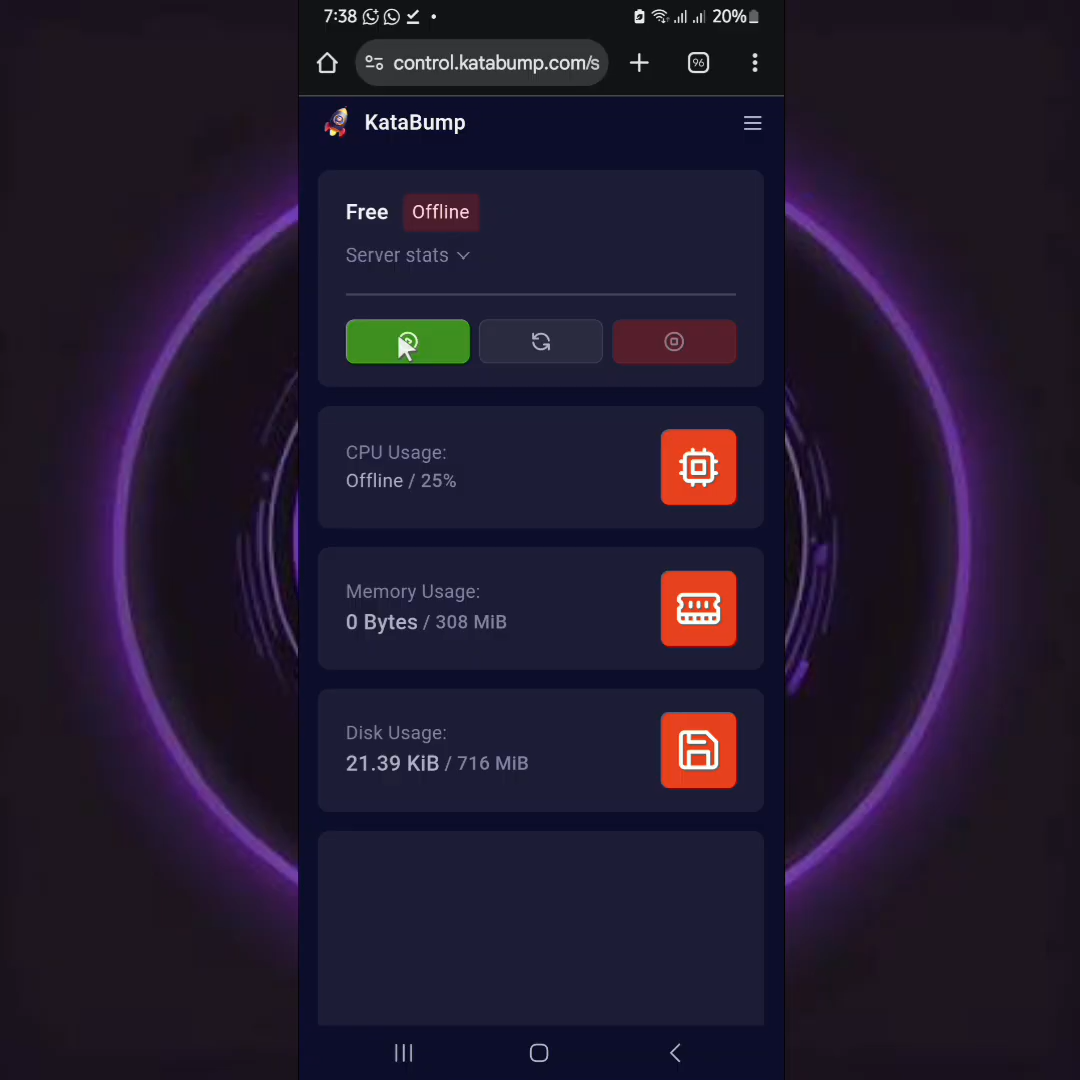 7:38
20%
control.katabump.com/s
96
KataBump
Free
Offline
Server stats
CPU Usage:
Offline / 25%
Memory Usage:
0 Bytes / 308 MiB
Disk Usage:
21.39 KiB / 716 MiB